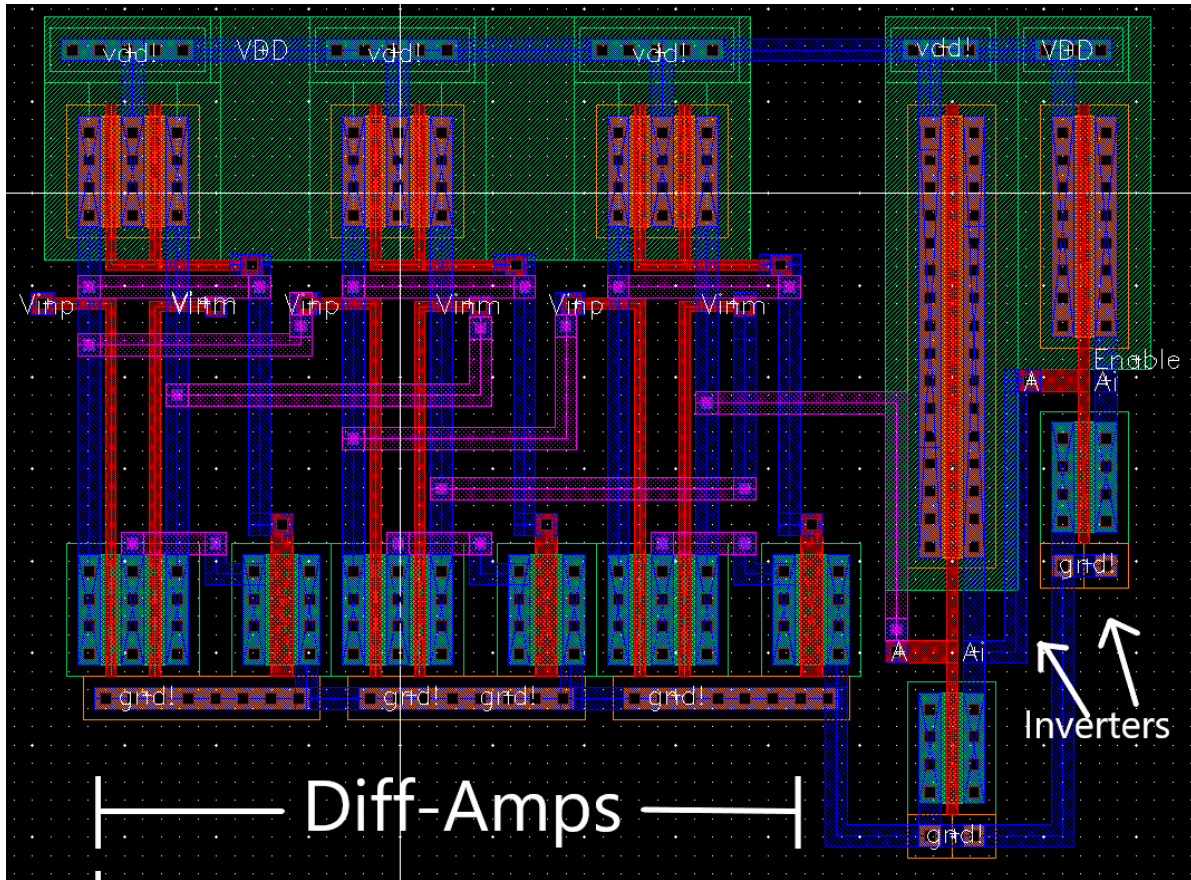 vdd! VDD vdd! vdd! vdd! VDD
Vinp Vinm Vinp Vinm Vinp Vinm
Enable
A Ai
gnd!
A Ai
gnd! gnd! gnd! gnd!
Inverters
Diff-Amps
gnd!